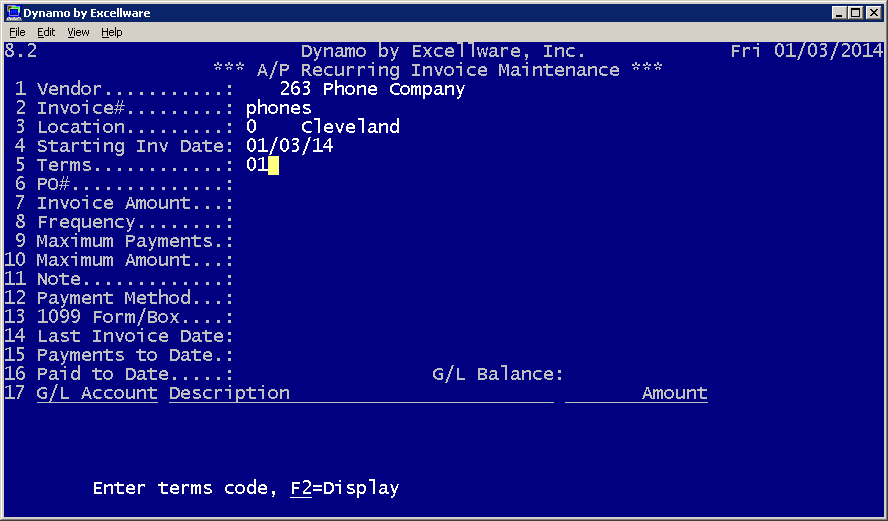 Dynamo by Excellware
File Edit View Help
8.2 Dynamo by Excellware, Inc. Fri 01/03/2014
*** A/P Recurring Invoice Maintenance ***
1 Vendor...........: 263 Phone Company
2 Invoice#.........: phones
3 Location.........: 0 Cleveland
4 Starting Inv Date: 01/03/14
5 Terms............: 01
6 PO#..............:
7 Invoice Amount...:
8 Frequency........:
9 Maximum Payments.:
10 Maximum Amount...:
11 Note.............:
12 Payment Method...:
13 1099 Form/Box....:
14 Last Invoice Date:
15 Payments to Date.:
16 Paid to Date.....: G/L Balance:
17 G/L Account Description Amount
Enter terms code, F2=Display